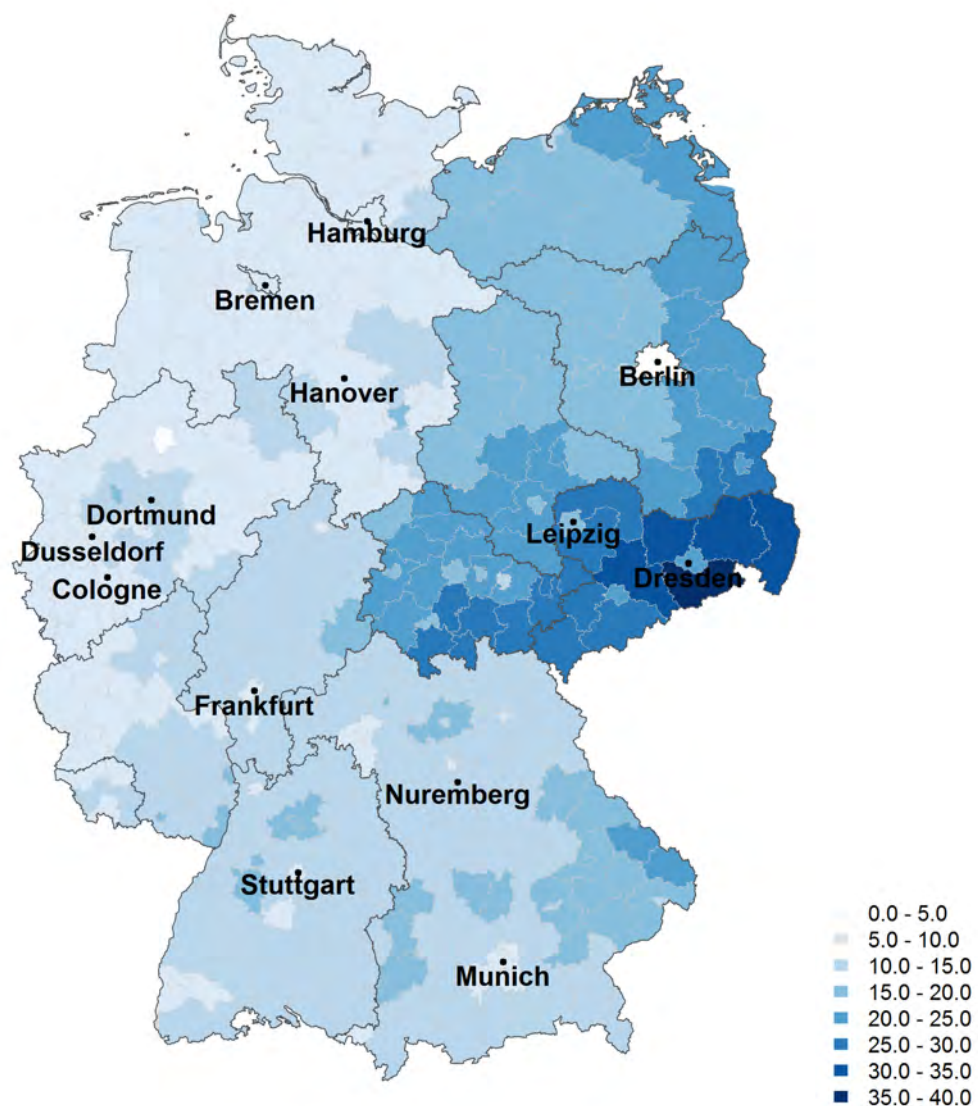 Hamburg
Bremen
Berlin
Hanover
Dortmund
Leipzig
Dusseldorf
Dresden
Cologne
Frankfurt
Nuremberg
Stuttgart
Munich
0.0 - 5.0
5.0 - 10.0
10.0 - 15.0
15.0 - 20.0
20.0 - 25.0
25.0 - 30.0
30.0 - 35.0
35.0 - 40.0